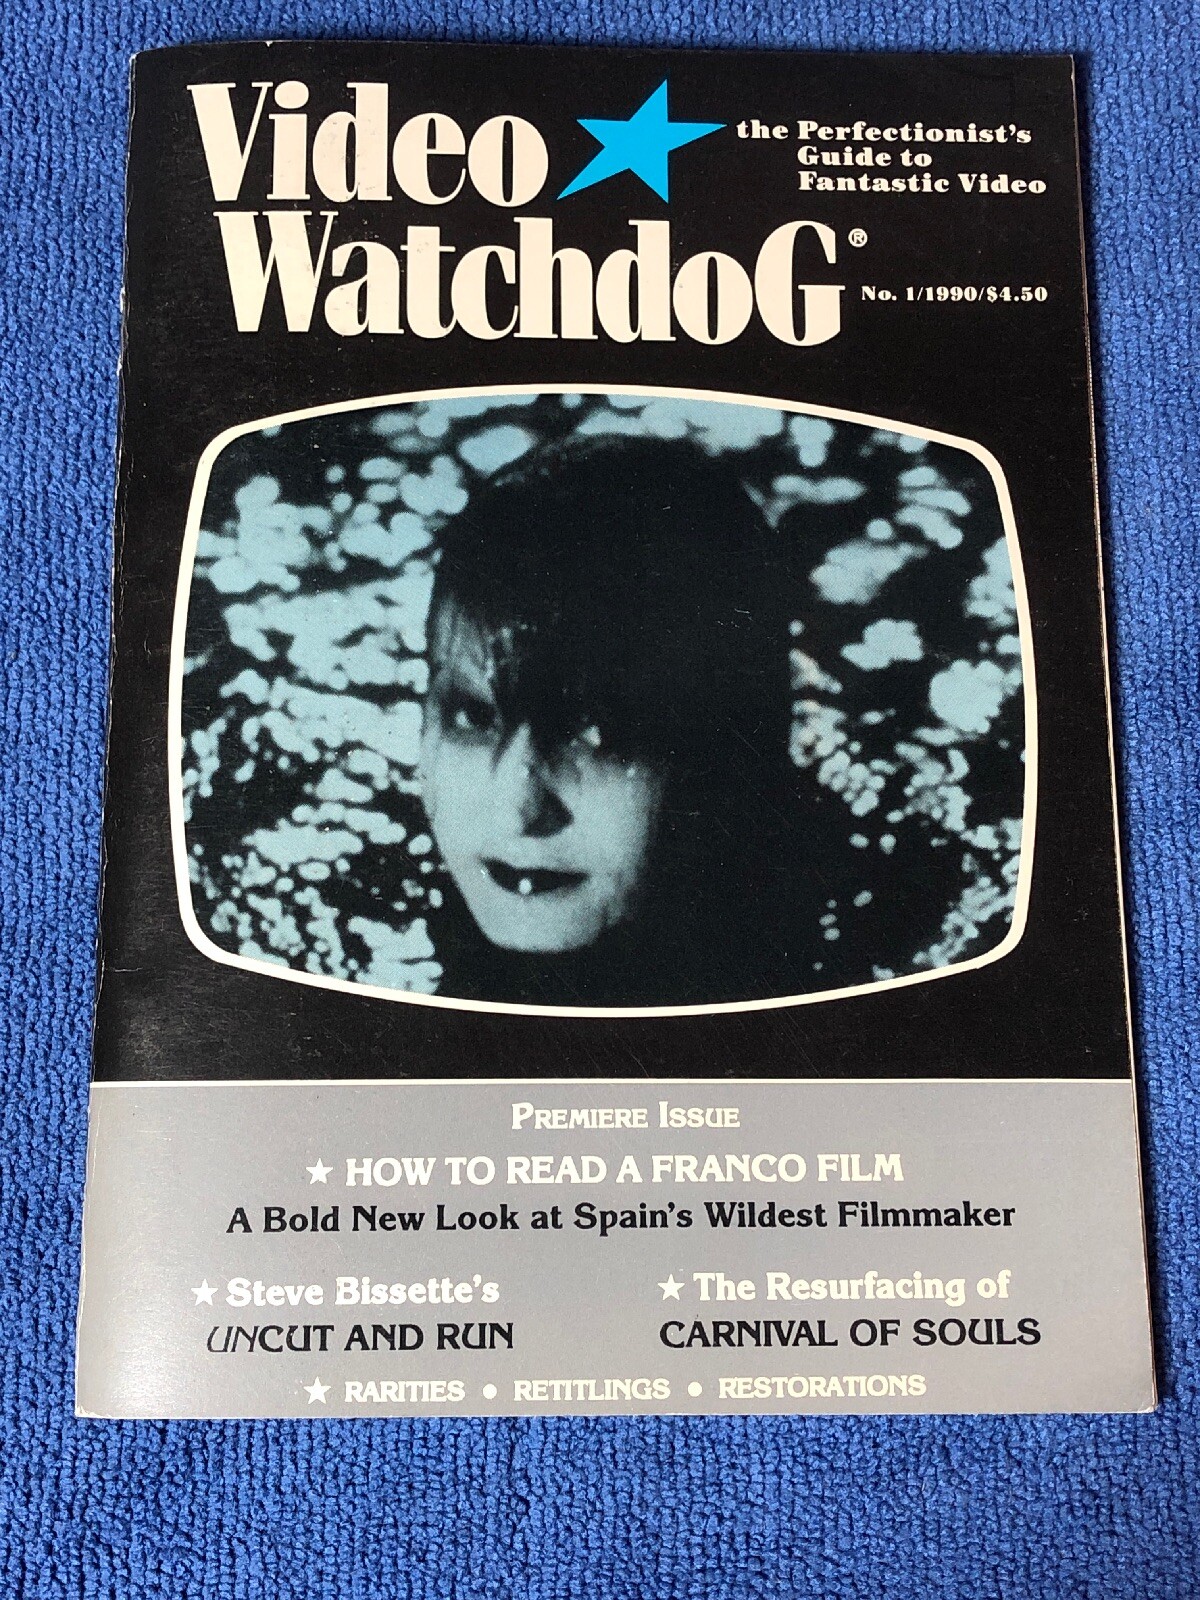 Video
the Perfectionist's
Guide to
Fantastic Video
WatchdoG®
No. 1/1990/$4.50
PREMIERE ISSUE
★ HOW TO READ A FRANCO FILM
A Bold New Look at Spain's Wildest Filmmaker
★ Steve Bissette's
UNCUT AND RUN
★ The Resurfacing of
CARNIVAL OF SOULS
★ RARITIES • RETITLINGS • RESTORATIONS